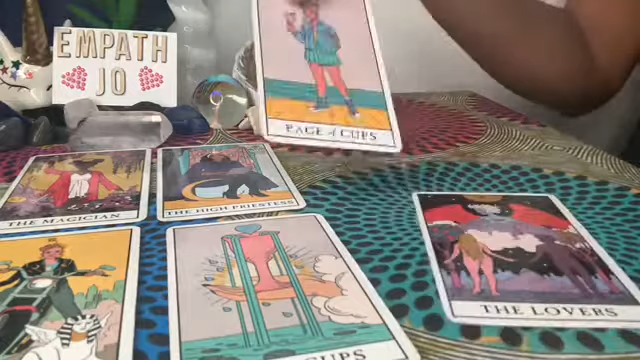 EMPATH
JO
PAGE of CUPS
THE MAGICIAN
THE HIGH PRIESTESS
THE LOVERS
CUPS